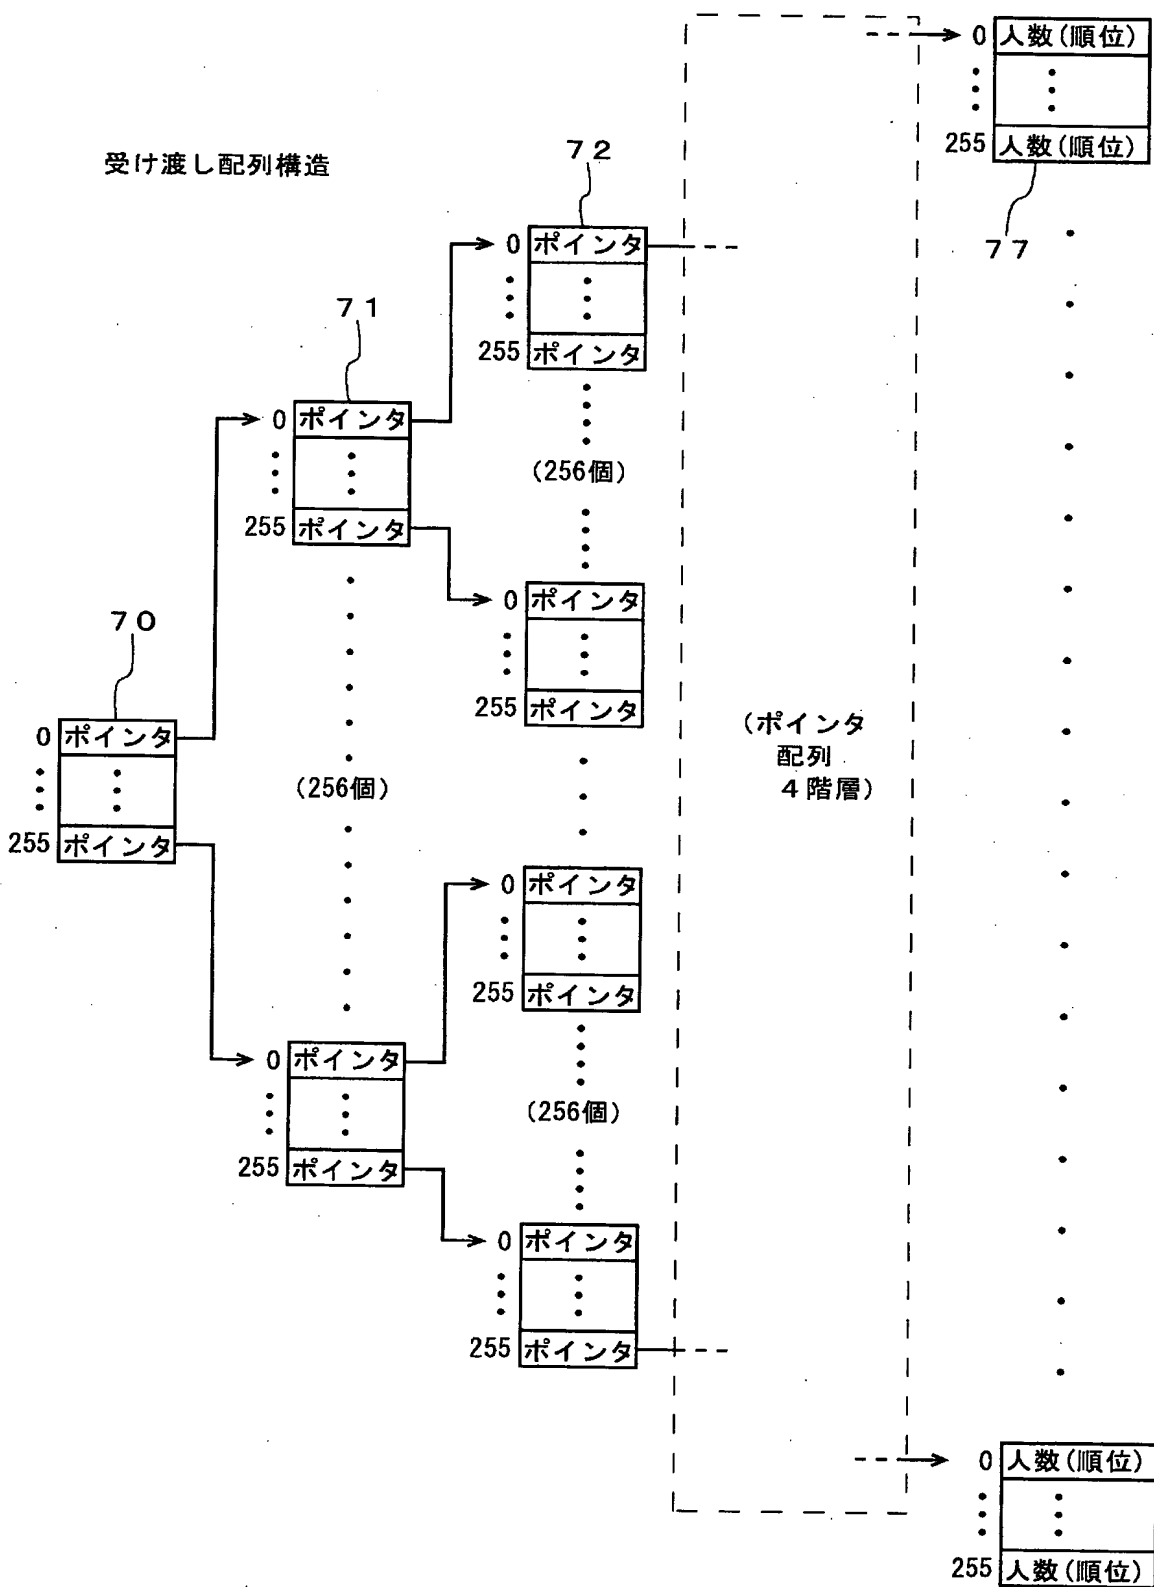 受け渡し配列構造
70
0 ポインタ
255 ポインタ
71
0 ポインタ
255 ポインタ
(256個)
0 ポインタ
255 ポインタ
72
0 ポインタ
255 ポインタ
(256個)
0 ポインタ
255 ポインタ
0 ポインタ
255 ポインタ
(256個)
0 ポインタ
255 ポインタ
(ポインタ
配列
4階層)
0 人数(順位)
255 人数(順位)
77
0 人数(順位)
255 人数(順位)